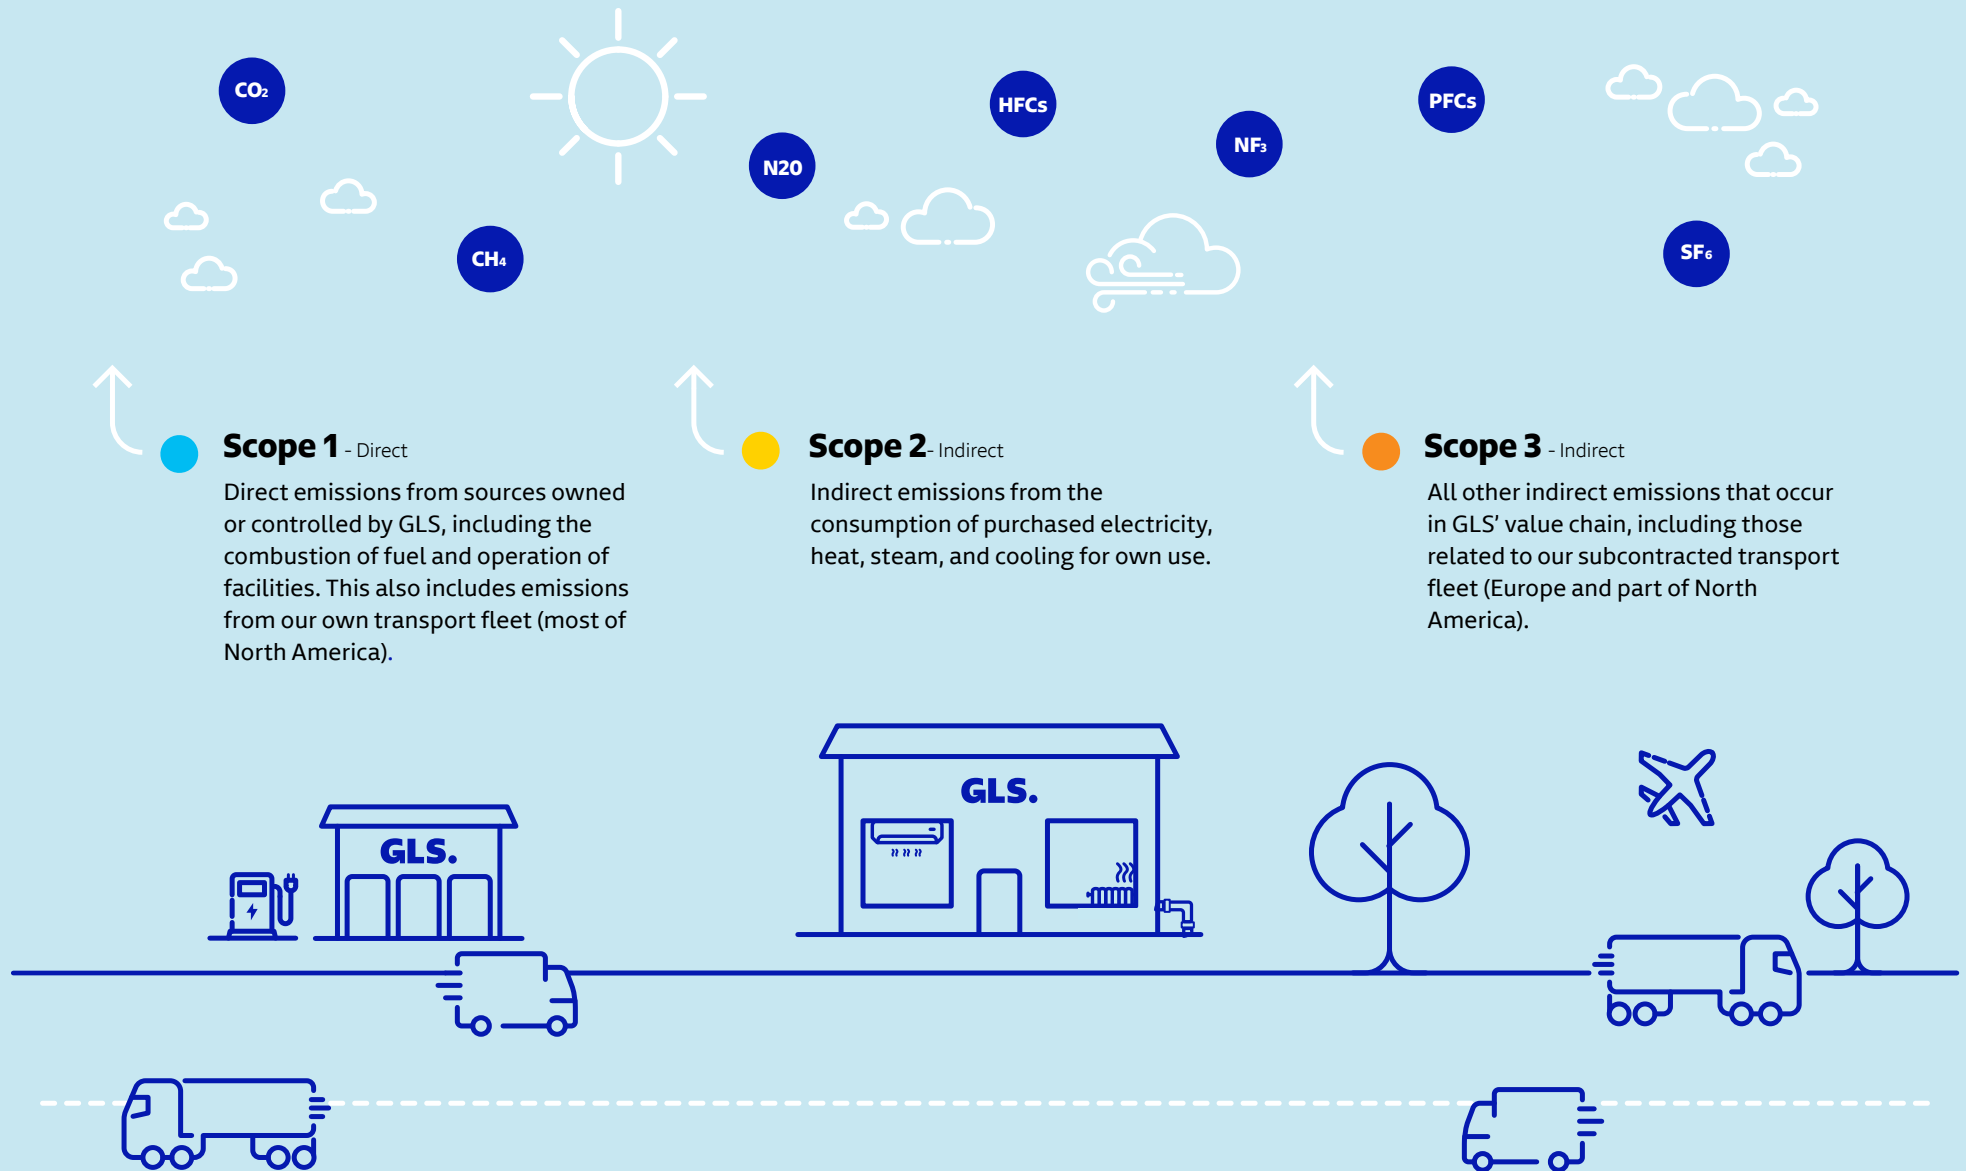 CO₂
HFCs
PFCs
NF₃
N20
CH₄
SF₆
Scope 1 - Direct
Direct emissions from sources owned
or controlled by GLS, including the
combustion of fuel and operation of
facilities. This also includes emissions
from our own transport fleet (most of
North America).
Scope 2 - Indirect
Indirect emissions from the
consumption of purchased electricity,
heat, steam, and cooling for own use.
Scope 3 - Indirect
All other indirect emissions that occur
in GLS’ value chain, including those
related to our subcontracted transport
fleet (Europe and part of North
America).
GLS.
GLS.